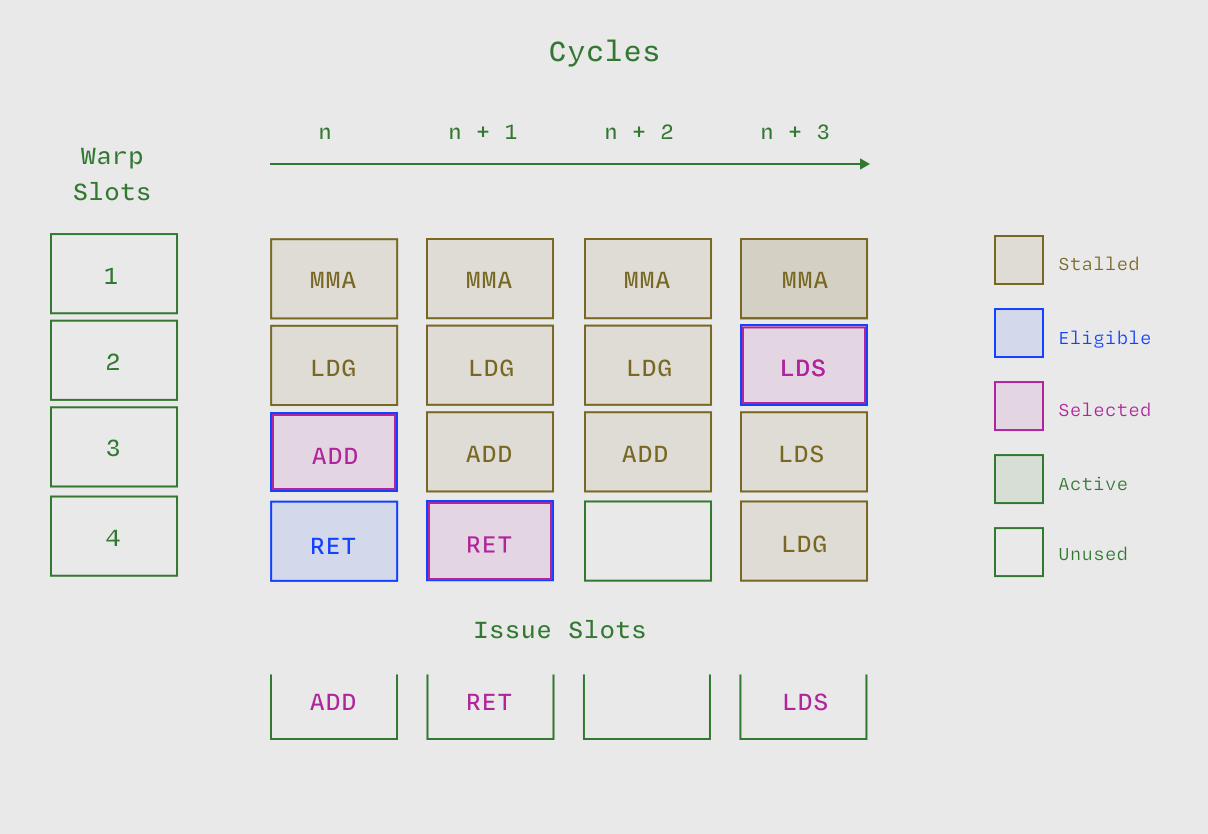 Cycles
n n + 1 n + 2 n + 3
Warp
Slots
1 MMA MMA MMA MMA Stalled
2 LDG LDG LDG LDS Eligible
3 ADD ADD ADD LDS Selected
4 RET RET LDG Active
Unused
Issue Slots
ADD RET LDS